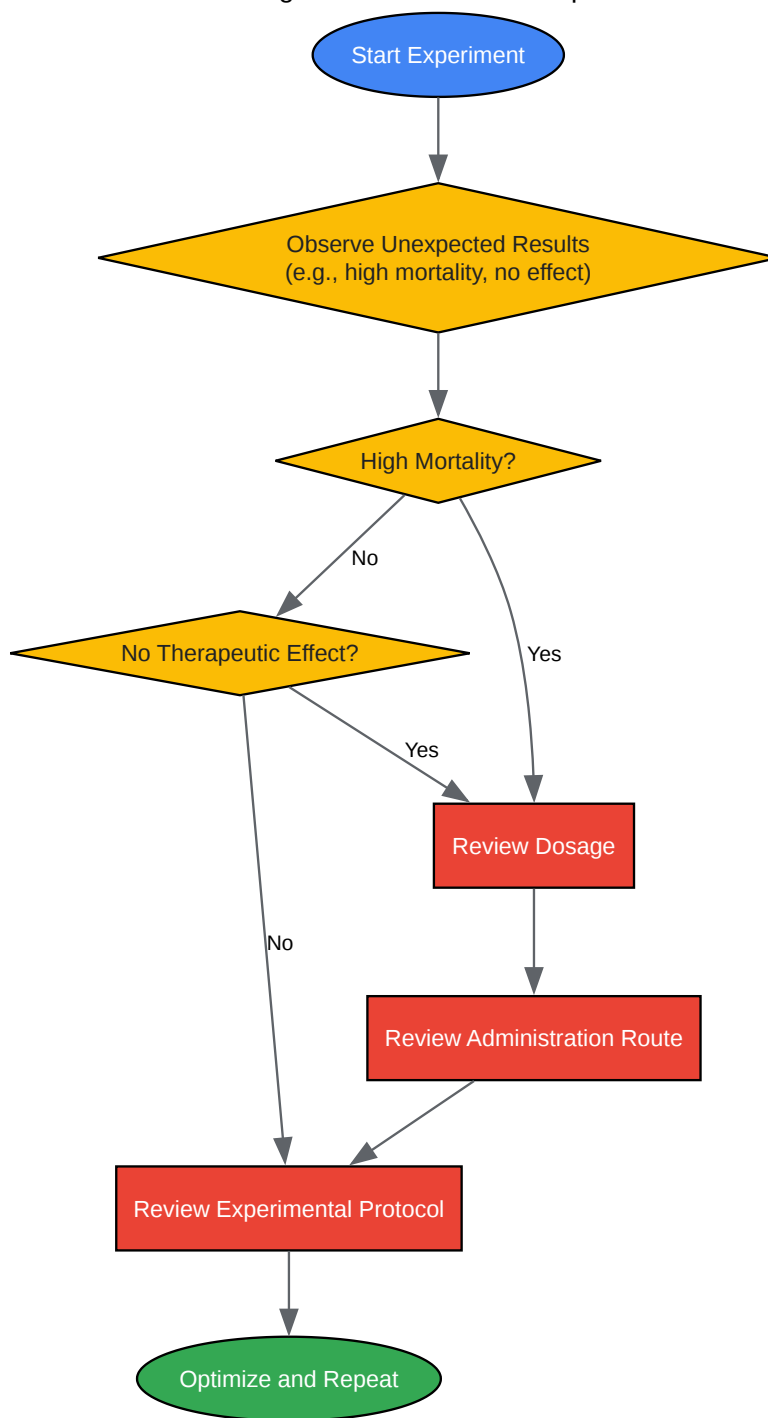 Start Experiment
Observe Unexpected Results
(e.g., high mortality, no effect)
High Mortality?
No
Yes
No Therapeutic Effect?
Yes
Review Dosage
No
Review Administration Route
Review Experimental Protocol
Optimize and Repeat